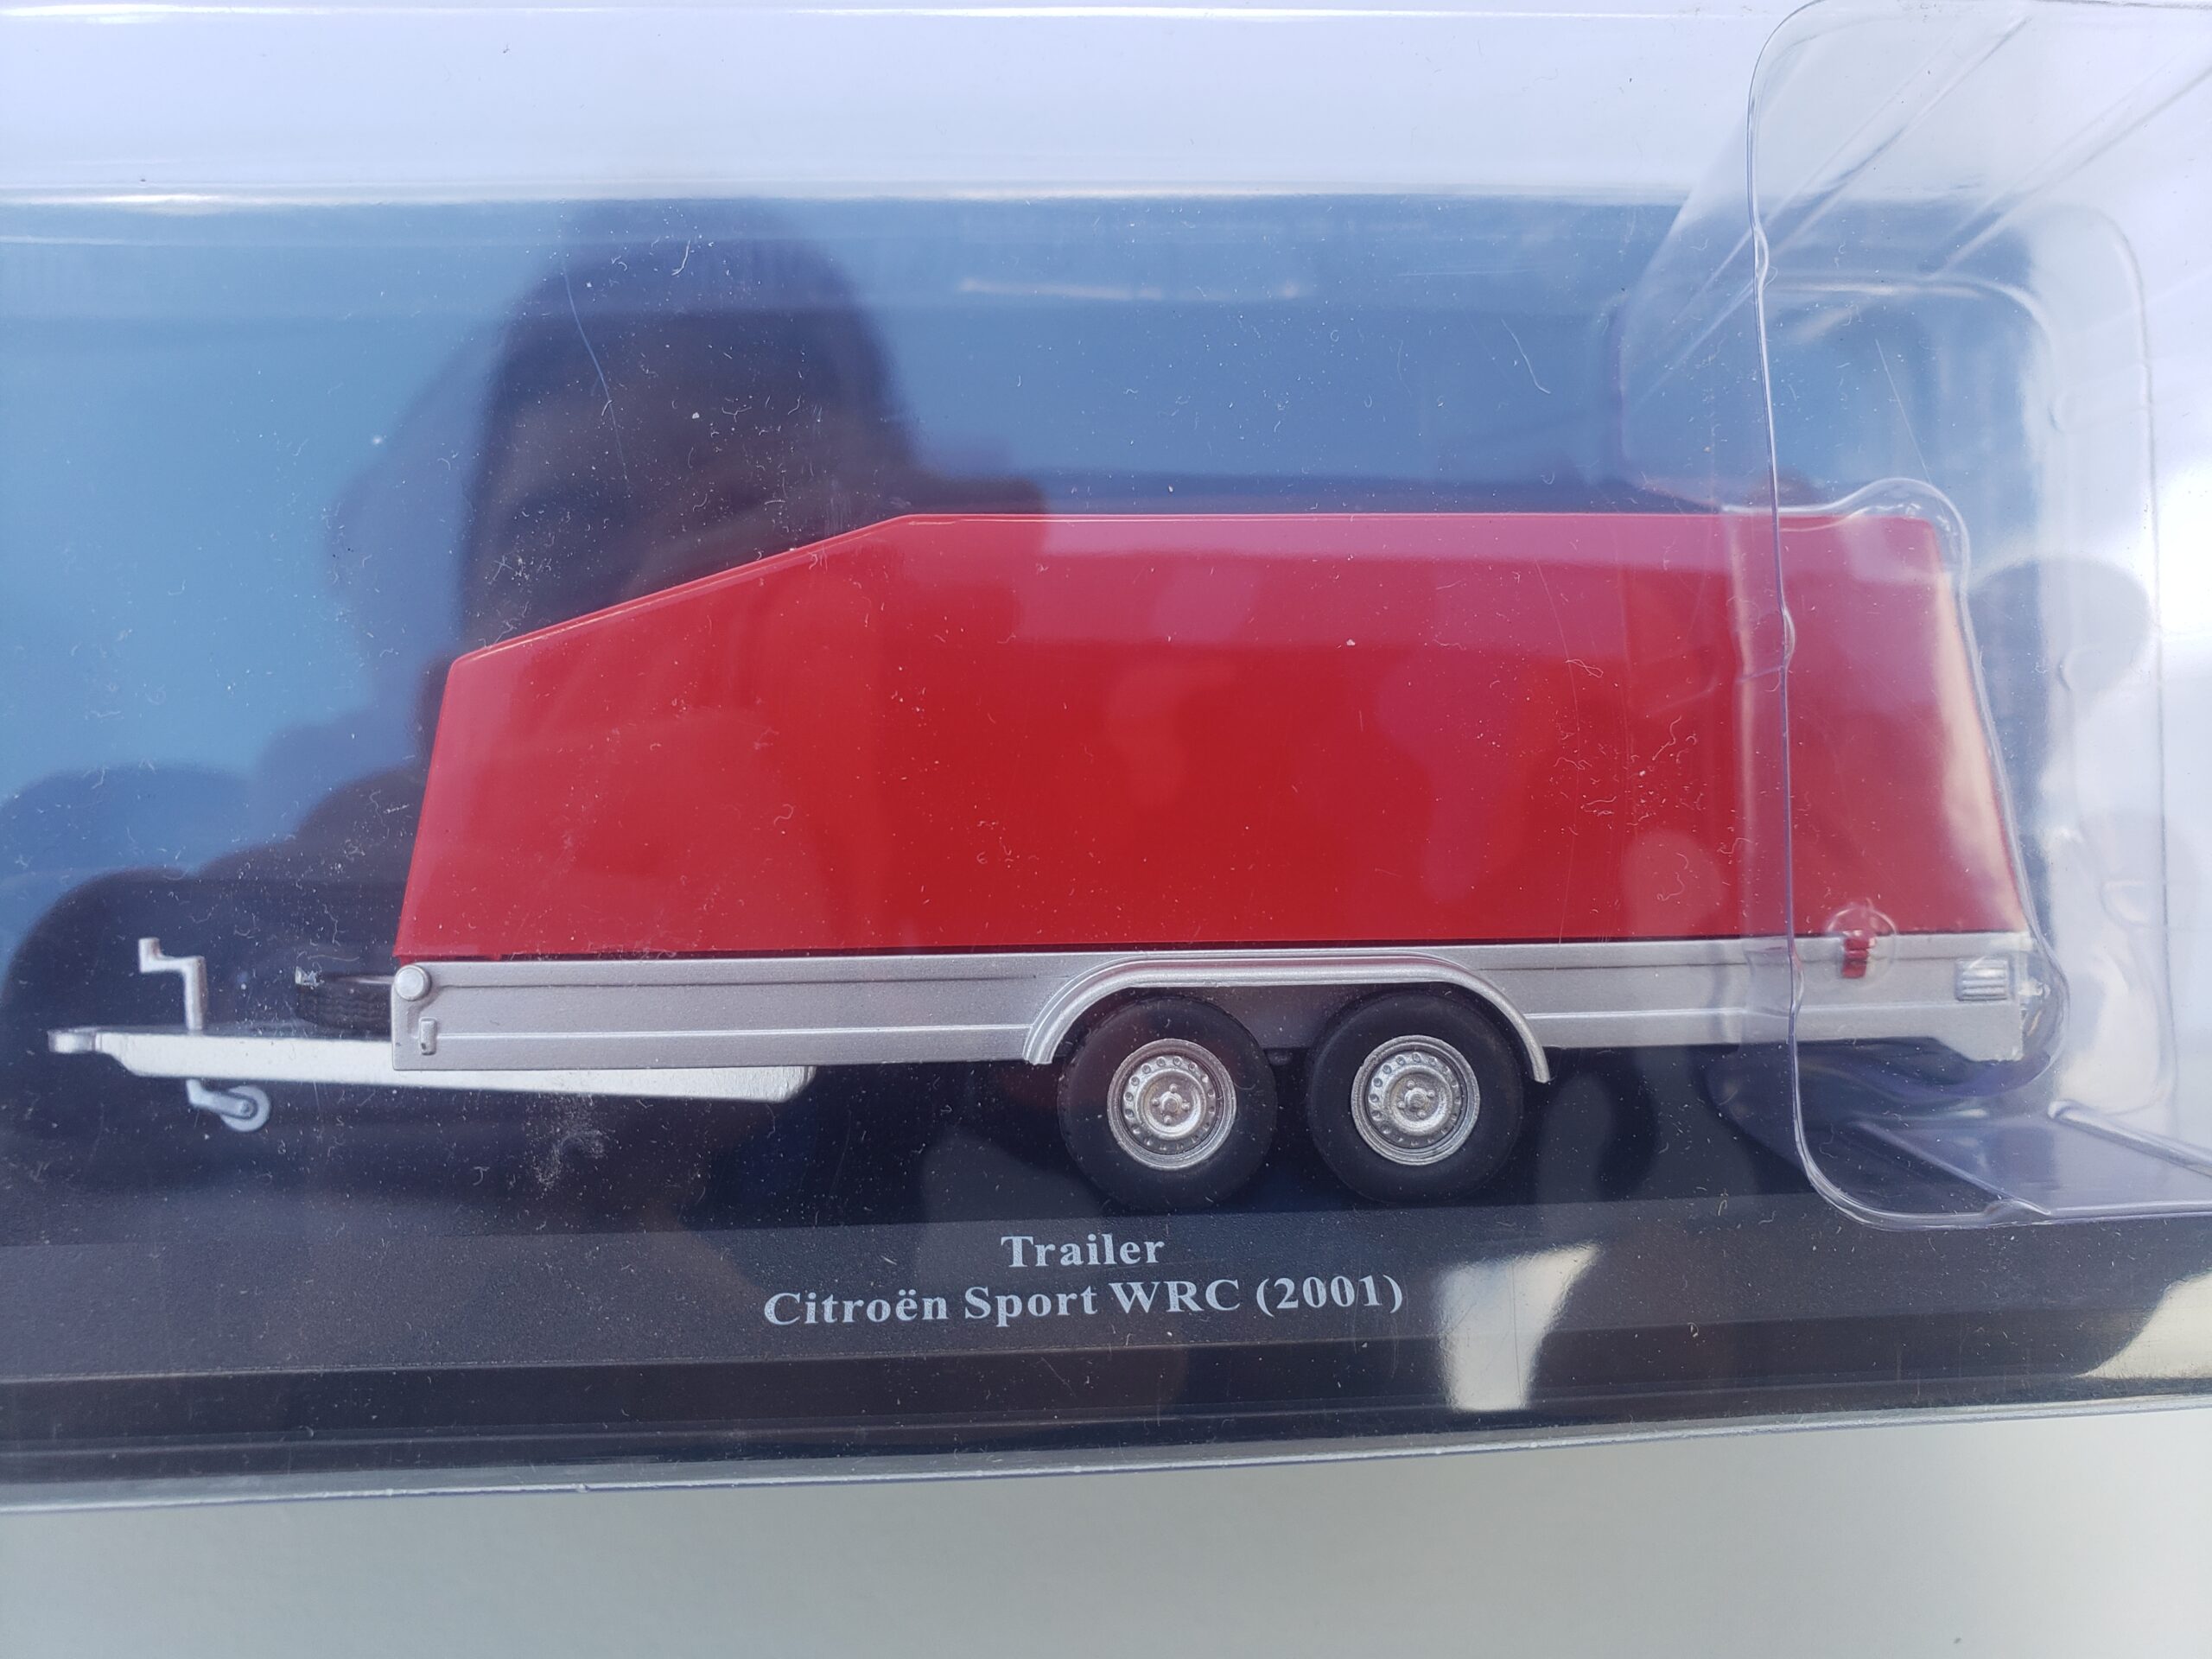 Trailer
Citroën Sport WRC (2001)